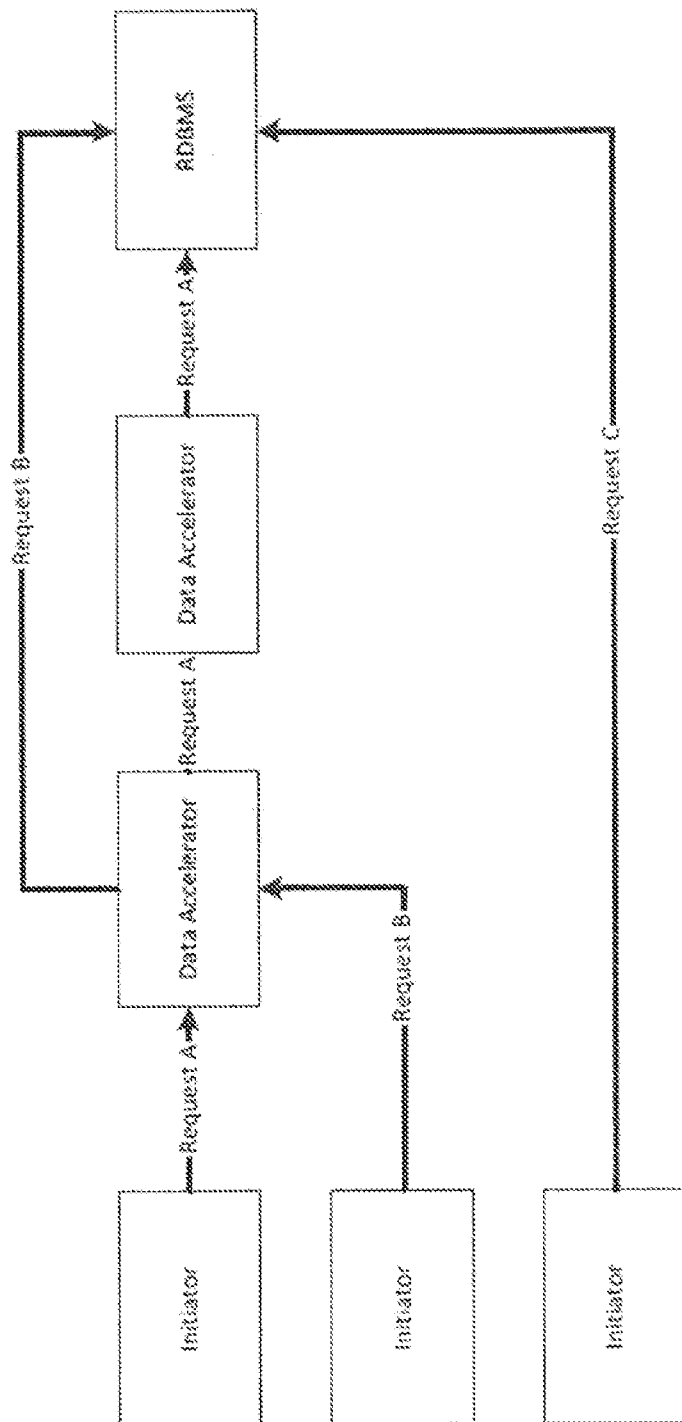 Request B
Initiator
Request A
Data Accelerator
Request A
Data Accelerator
Request A
RDBMS
Initiator
Request B
Initiator
Request C